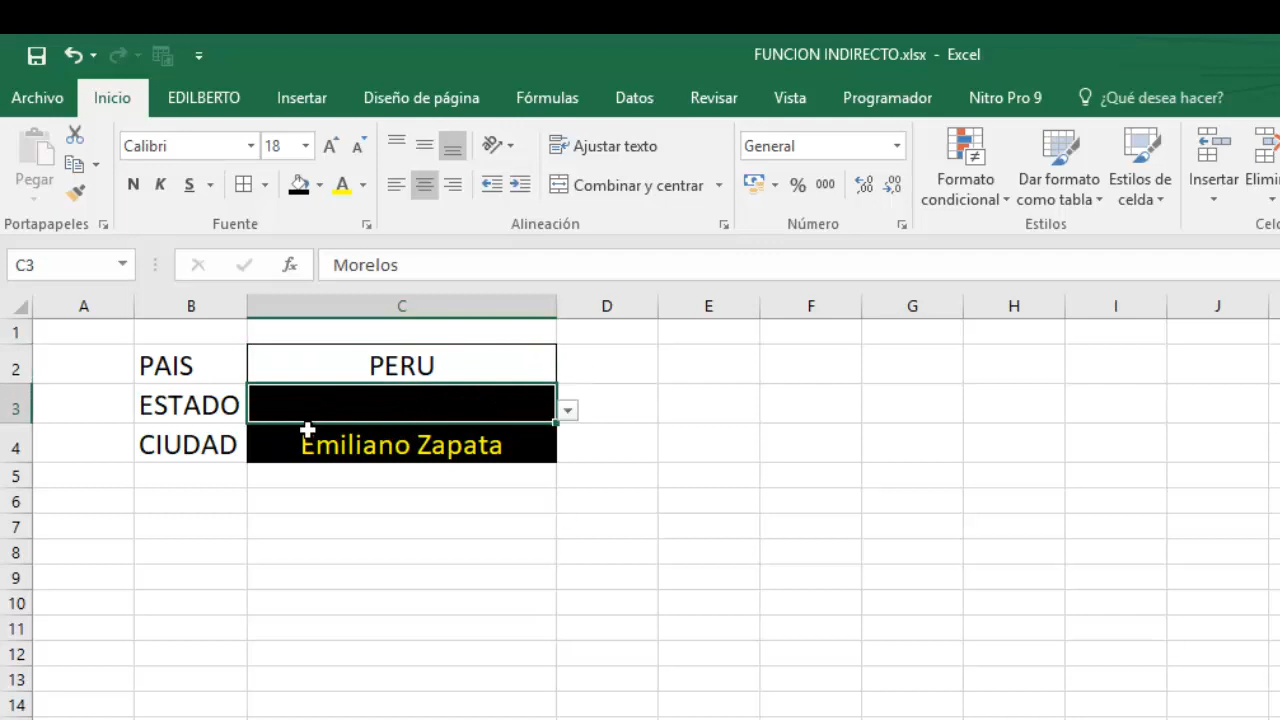 FUNCION INDIRECTO.xlsx - Excel
Archivo Inicio EDILBERTO Insertar Diseño de página Fórmulas Datos Revisar Vista Programador Nitro Pro 9 ¿Qué desea hacer?
Pegar
Calibri 18 A A
N K S A
Ajustar texto
Combinar y centrar
General
% 000
Formato condicional
Dar formato como tabla
Estilos de celda
Insertar
Portapapeles Fuente Alineación Número Estilos
C3 fx Morelos
A B C D E F G H I J
1
2 PAIS PERU
3 ESTADO
4 CIUDAD Emiliano Zapata
5
6
7
8
9
10
11
12
13
14